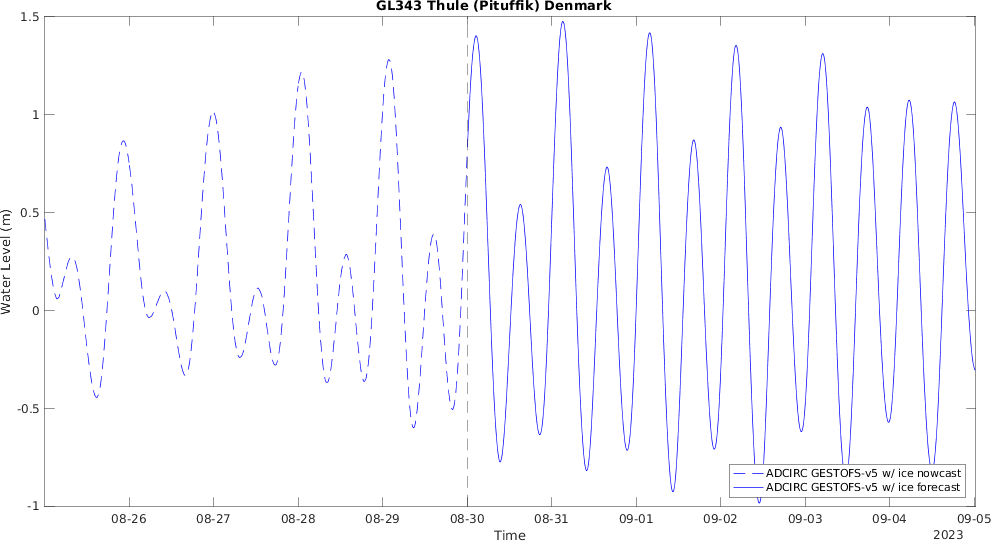 GL343 Thule (Pituffik) Denmark
1.5
1
0.5
0
-0.5
-1
Water Level (m)
08-26 08-27 08-28 08-29 08-30 08-31 09-01 09-02 09-03 09-04 09-05
Time
2023
ADCIRC GESTOFS-v5 w/ ice nowcast
ADCIRC GESTOFS-v5 w/ ice forecast